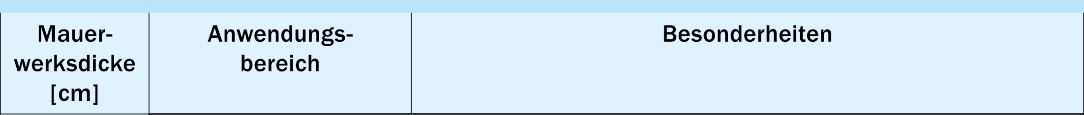 Mauer-
werksdicke
[cm]
Anwendungs-
bereich
Besonderheiten